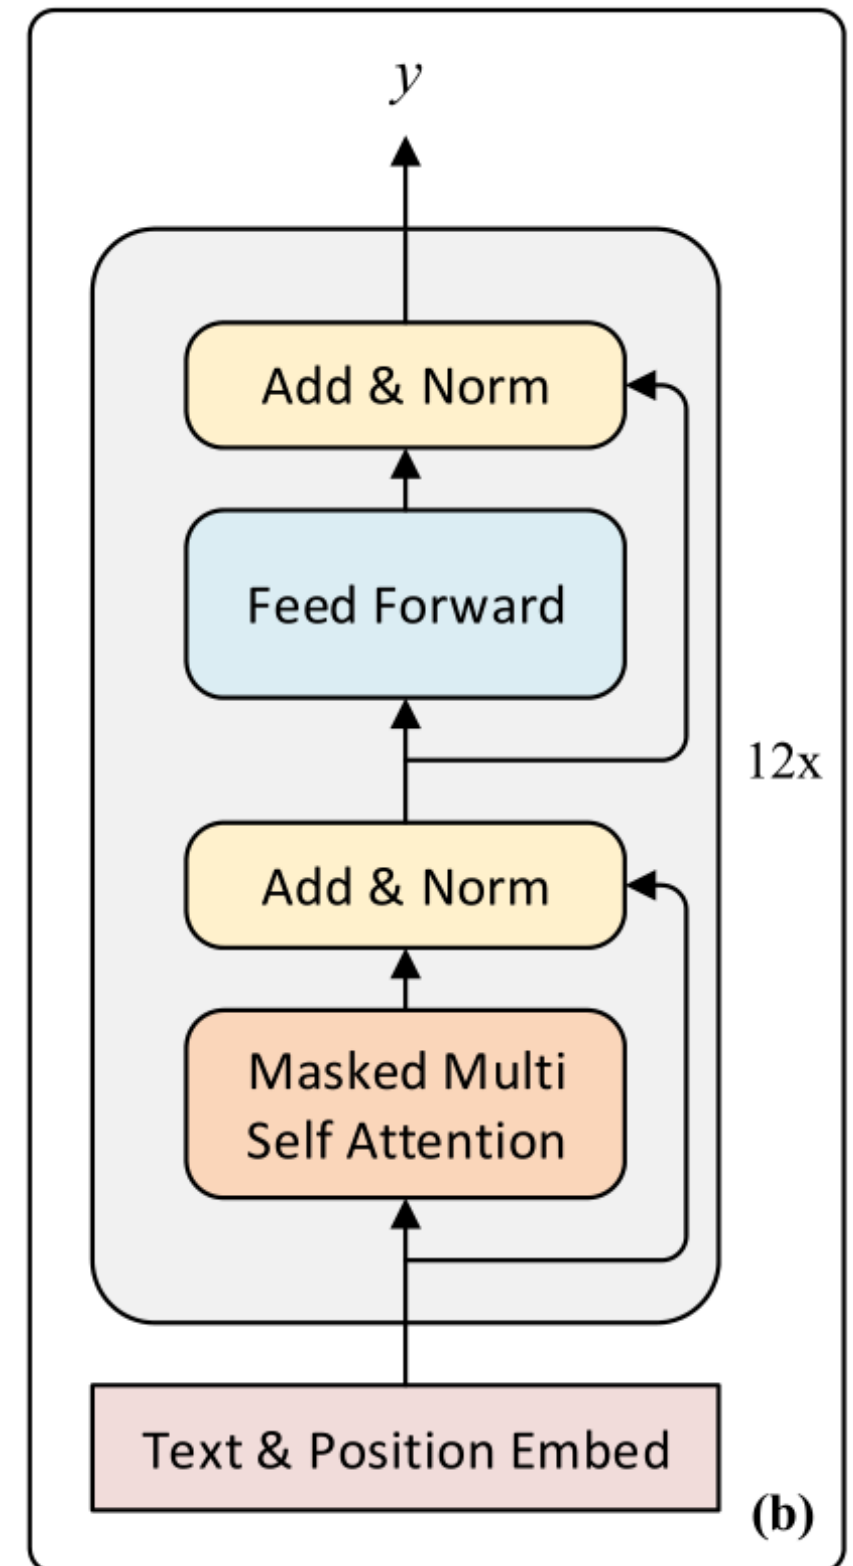 y
Add & Norm
Feed Forward
12x
Add & Norm
Masked Multi
Self Attention
Text & Position Embed
(b)